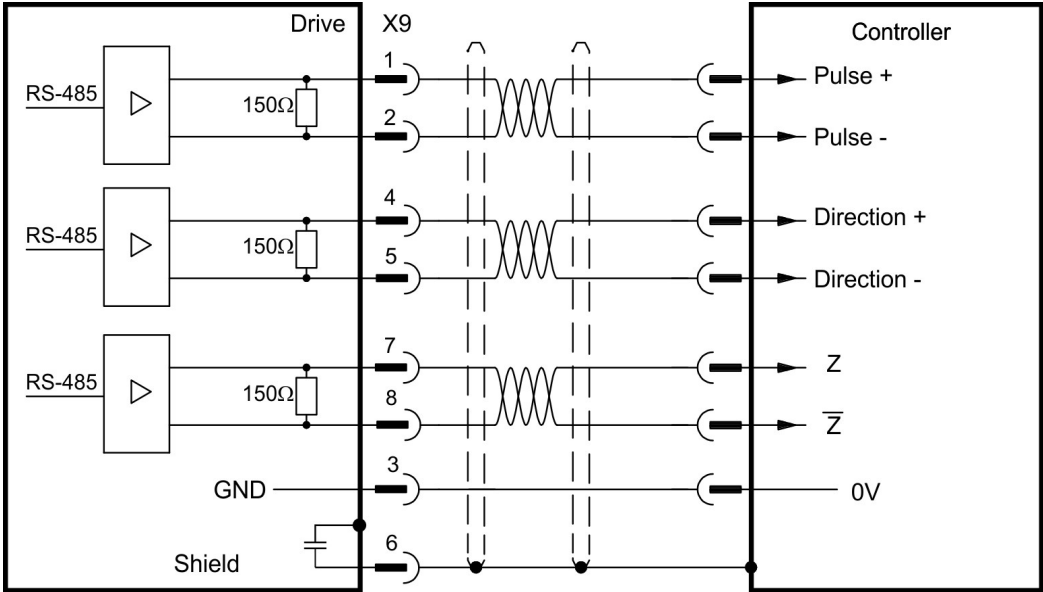 Drive
X9
Controller
1
Pulse +
RS-485
150Ω
2
Pulse -
4
Direction +
RS-485
150Ω
5
Direction -
7
Z
RS-485
150Ω
8
Z̅
3
GND
0V
6
Shield